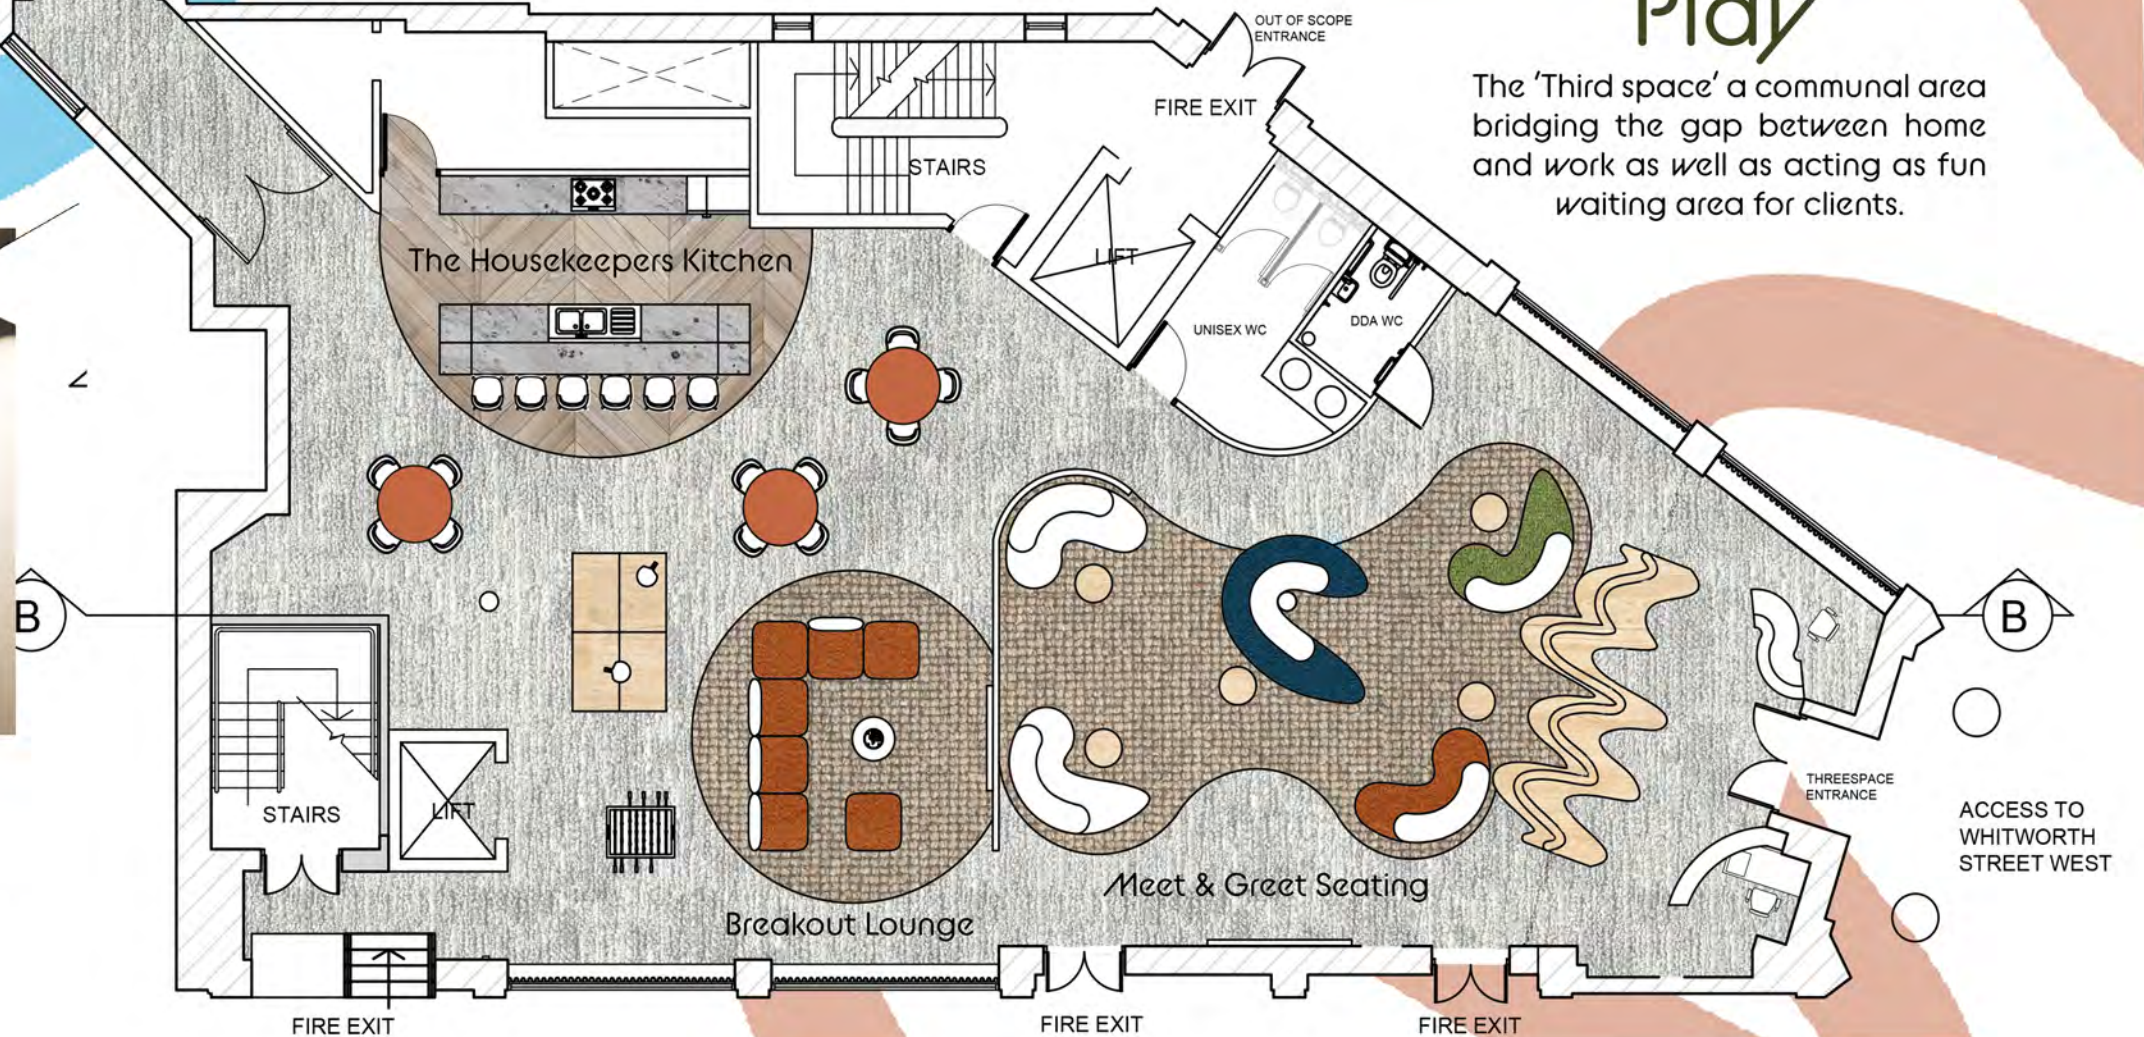 Play
The 'Third space' a communal area
bridging the gap between home
and work as well as acting as fun
waiting area for clients.
OUT OF SCOPE
ENTRANCE
FIRE EXIT
STAIRS
LIFT
The Housekeepers Kitchen
UNISEX WC
DDA WC
B
B
THREESPACE
ENTRANCE
ACCESS TO
WHITWORTH
STREET WEST
STAIRS
LIFT
Meet & Greet Seating
Breakout Lounge
FIRE EXIT
FIRE EXIT
FIRE EXIT